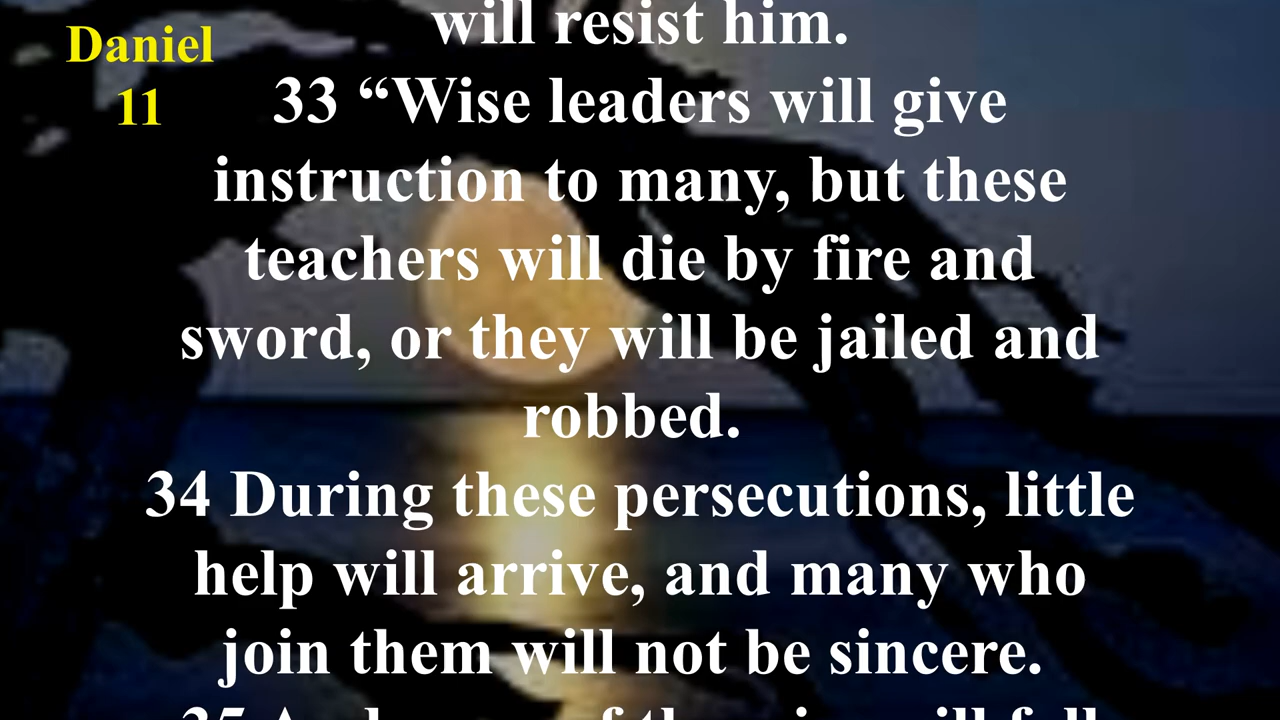 Daniel
11
will resist him.
33 “Wise leaders will give
instruction to many, but these
teachers will die by fire and
sword, or they will be jailed and
robbed.
34 During these persecutions, little
help will arrive, and many who
join them will not be sincere.